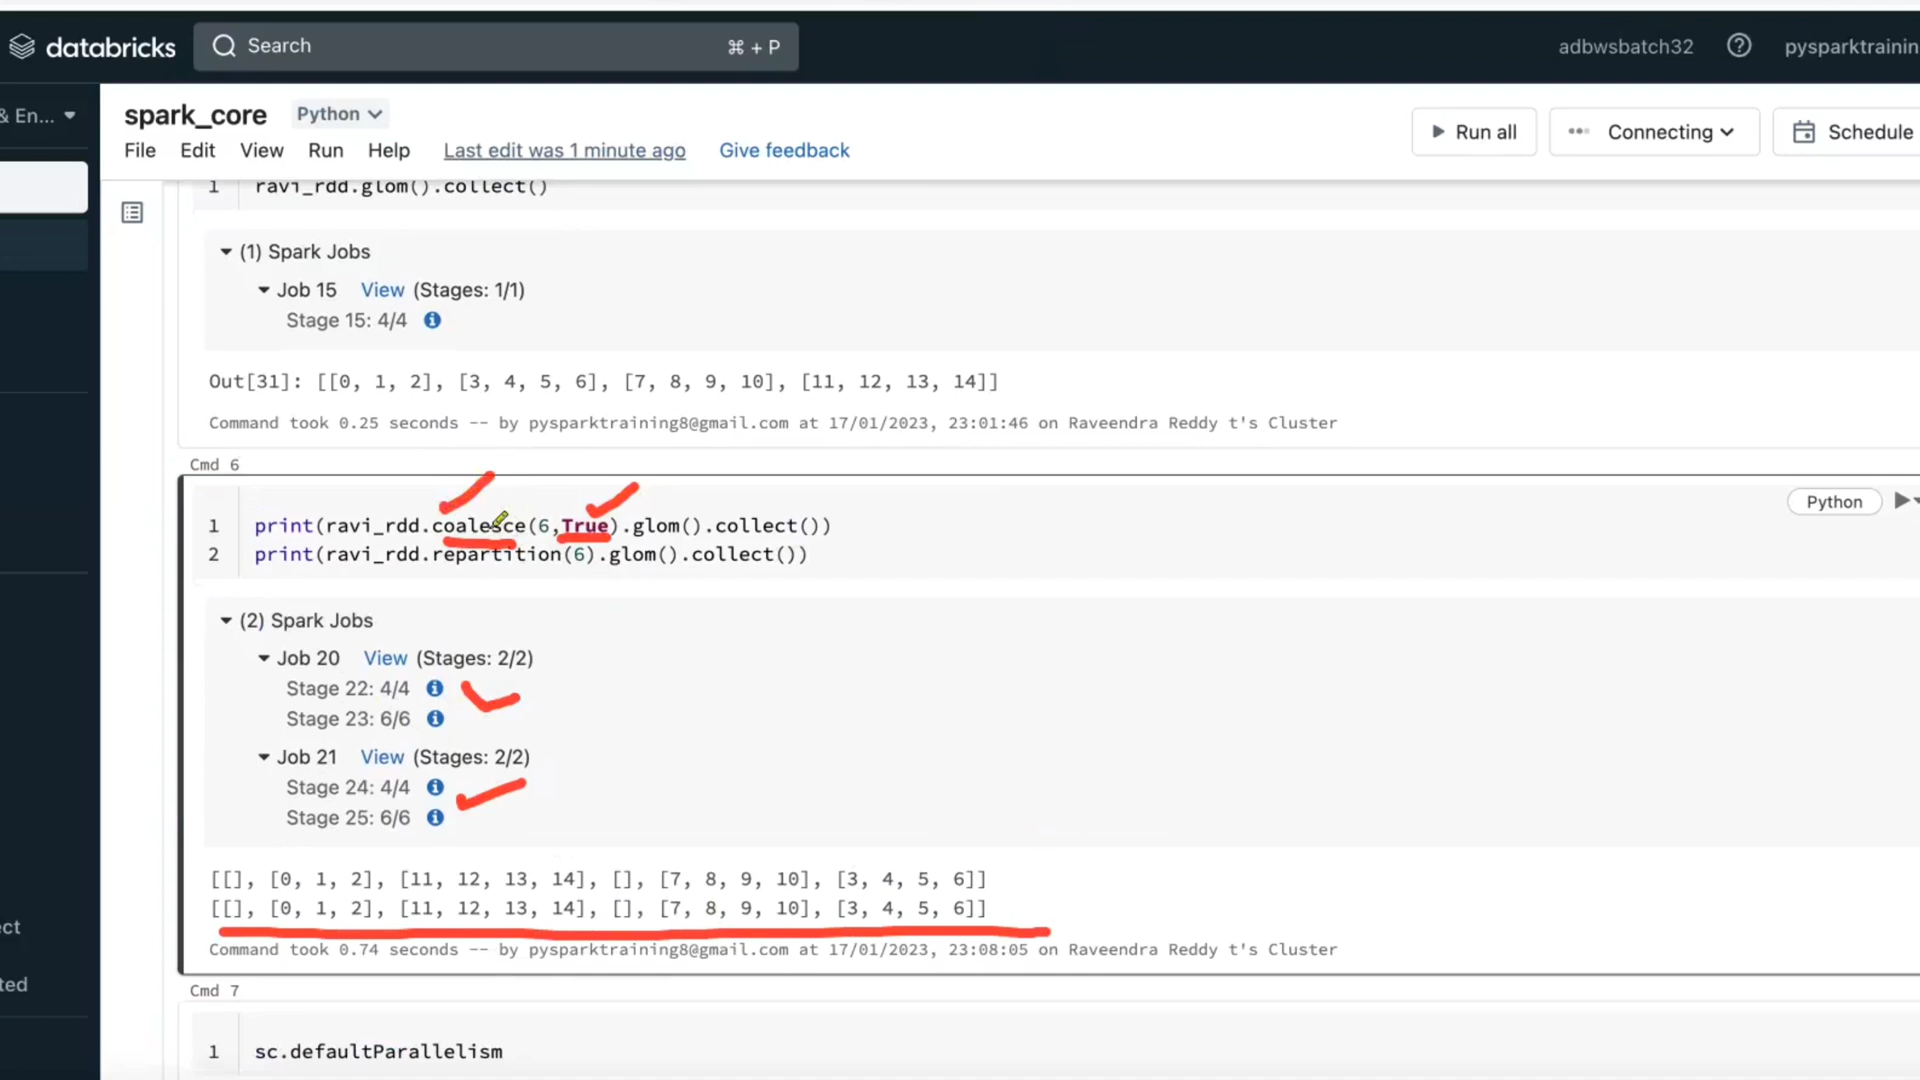 databricks Search ⌘ + P adbwsbatch32 pysparktrainin
& En...
spark_core Python
File Edit View Run Help Last edit was 1 minute ago Give feedback
Run all Connecting Schedule
1 ravi_rdd.glom().collect()
(1) Spark Jobs
Job 15 View (Stages: 1/1)
Stage 15: 4/4
Out[31]: [[0, 1, 2], [3, 4, 5, 6], [7, 8, 9, 10], [11, 12, 13, 14]]
Command took 0.25 seconds -- by pysparktraining8@gmail.com at 17/01/2023, 23:01:46 on Raveendra Reddy t's Cluster
Cmd 6
Python
1 print(ravi_rdd.coalesce(6,True).glom().collect())
2 print(ravi_rdd.repartition(6).glom().collect())
(2) Spark Jobs
Job 20 View (Stages: 2/2)
Stage 22: 4/4
Stage 23: 6/6
Job 21 View (Stages: 2/2)
Stage 24: 4/4
Stage 25: 6/6
[[], [0, 1, 2], [11, 12, 13, 14], [], [7, 8, 9, 10], [3, 4, 5, 6]]
[[], [0, 1, 2], [11, 12, 13, 14], [], [7, 8, 9, 10], [3, 4, 5, 6]]
Command took 0.74 seconds -- by pysparktraining8@gmail.com at 17/01/2023, 23:08:05 on Raveendra Reddy t's Cluster
ect
ted
Cmd 7
1 sc.defaultParallelism